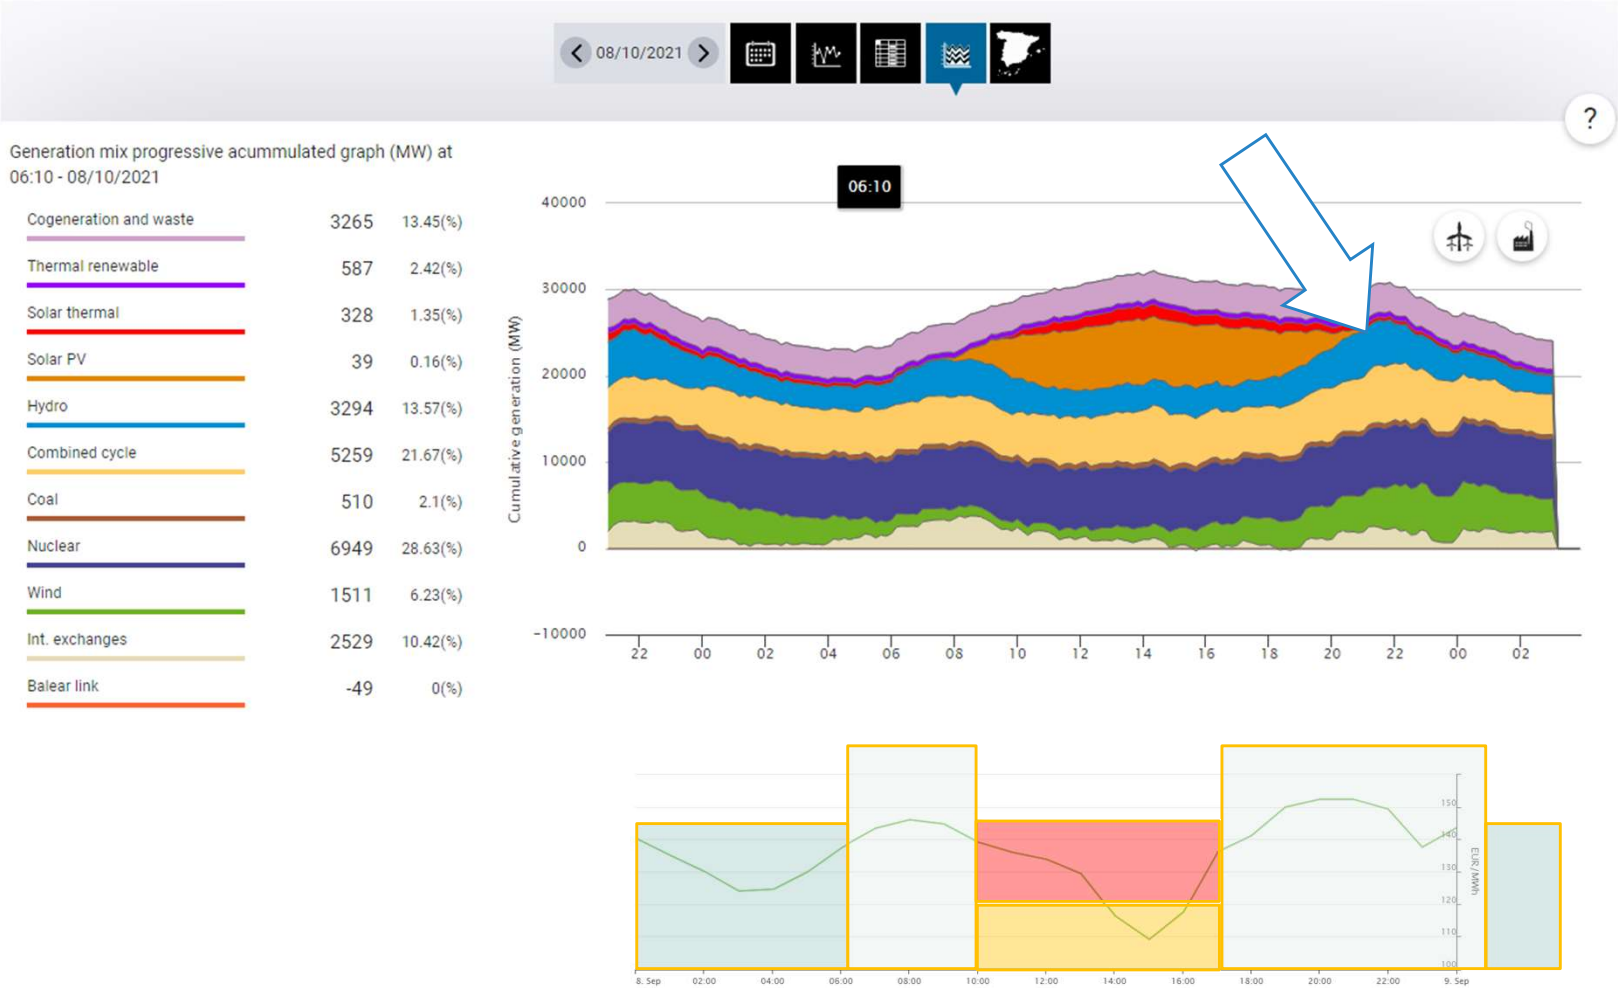 08/10/2021
?
Generation mix progressive acummulated graph (MW) at
06:10 - 08/10/2021
Cogeneration and waste 3265 13.45(%)
Thermal renewable 587 2.42(%)
Solar thermal 328 1.35(%)
Solar PV 39 0.16(%)
Hydro 3294 13.57(%)
Combined cycle 5259 21.67(%)
Coal 510 2.1(%)
Nuclear 6949 28.63(%)
Wind 1511 6.23(%)
Int. exchanges 2529 10.42(%)
Balear link -49 0(%)
06:10
Cumulative generation (MW)
40000
30000
20000
10000
0
-10000
22 00 02 04 06 08 10 12 14 16 18 20 22 00 02
150
140
130
120
110
100
EUR/MWh
8. Sep 02:00 04:00 06:00 08:00 10:00 12:00 14:00 16:00 18:00 20:00 22:00 9. Sep